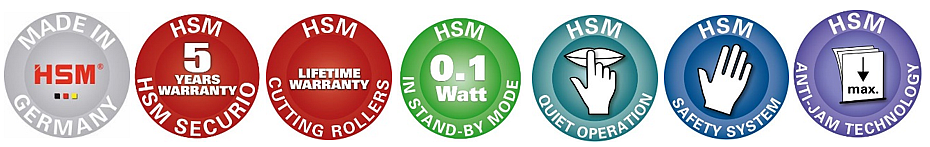 MADE IN
HSM®
GERMANY
HSM
5
YEARS
WARRANTY
HSM SECURIO
HSM
LIFETIME
WARRANTY
CUTTING ROLLERS
HSM
0.1
Watt
IN STAND-BY MODE
HSM
QUIET OPERATION
HSM
SAFETY SYSTEM
HSM
max.
ANTI-JAM TECHNOLOGY